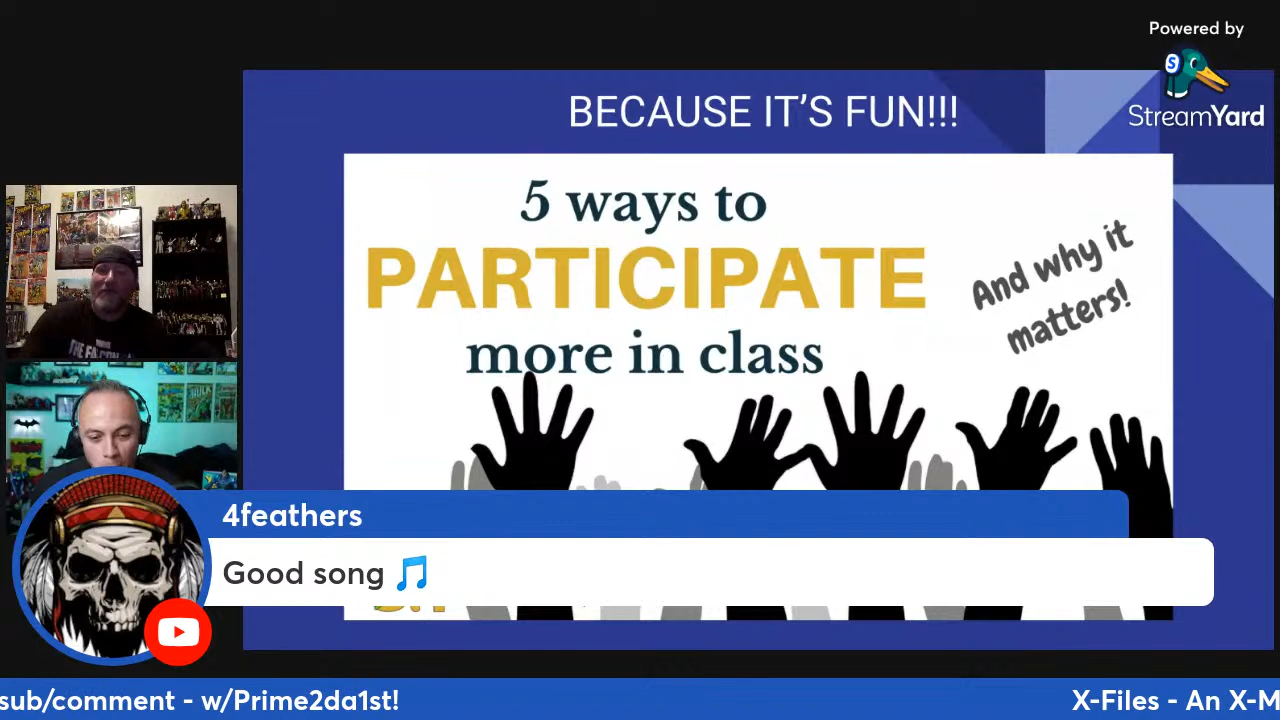 Powered by
S
StreamYard
BECAUSE IT'S FUN!!!
5 ways to
PARTICIPATE
more in class
And why it
matters!
4feathers
Good song 🎵
sub/comment - w/Prime2da1st!
X-Files - An X-M